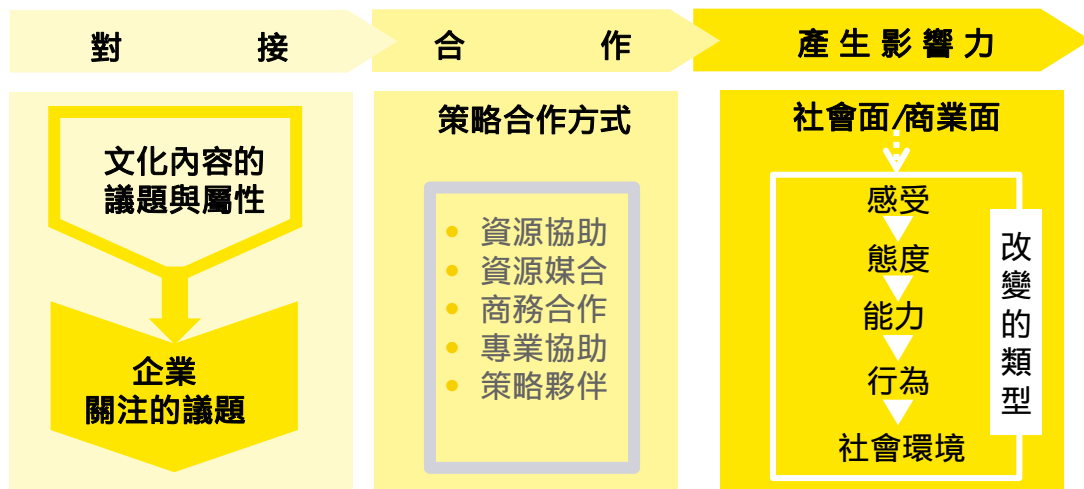 對接
合作
產生影響力
文化內容的
議題與屬性
企業
關注的議題
策略合作方式
• 資源協助
• 資源媒合
• 商務合作
• 專業協助
• 策略夥伴
社會面/商業面
感受
態度
能力
行為
社會環境
改變的類型